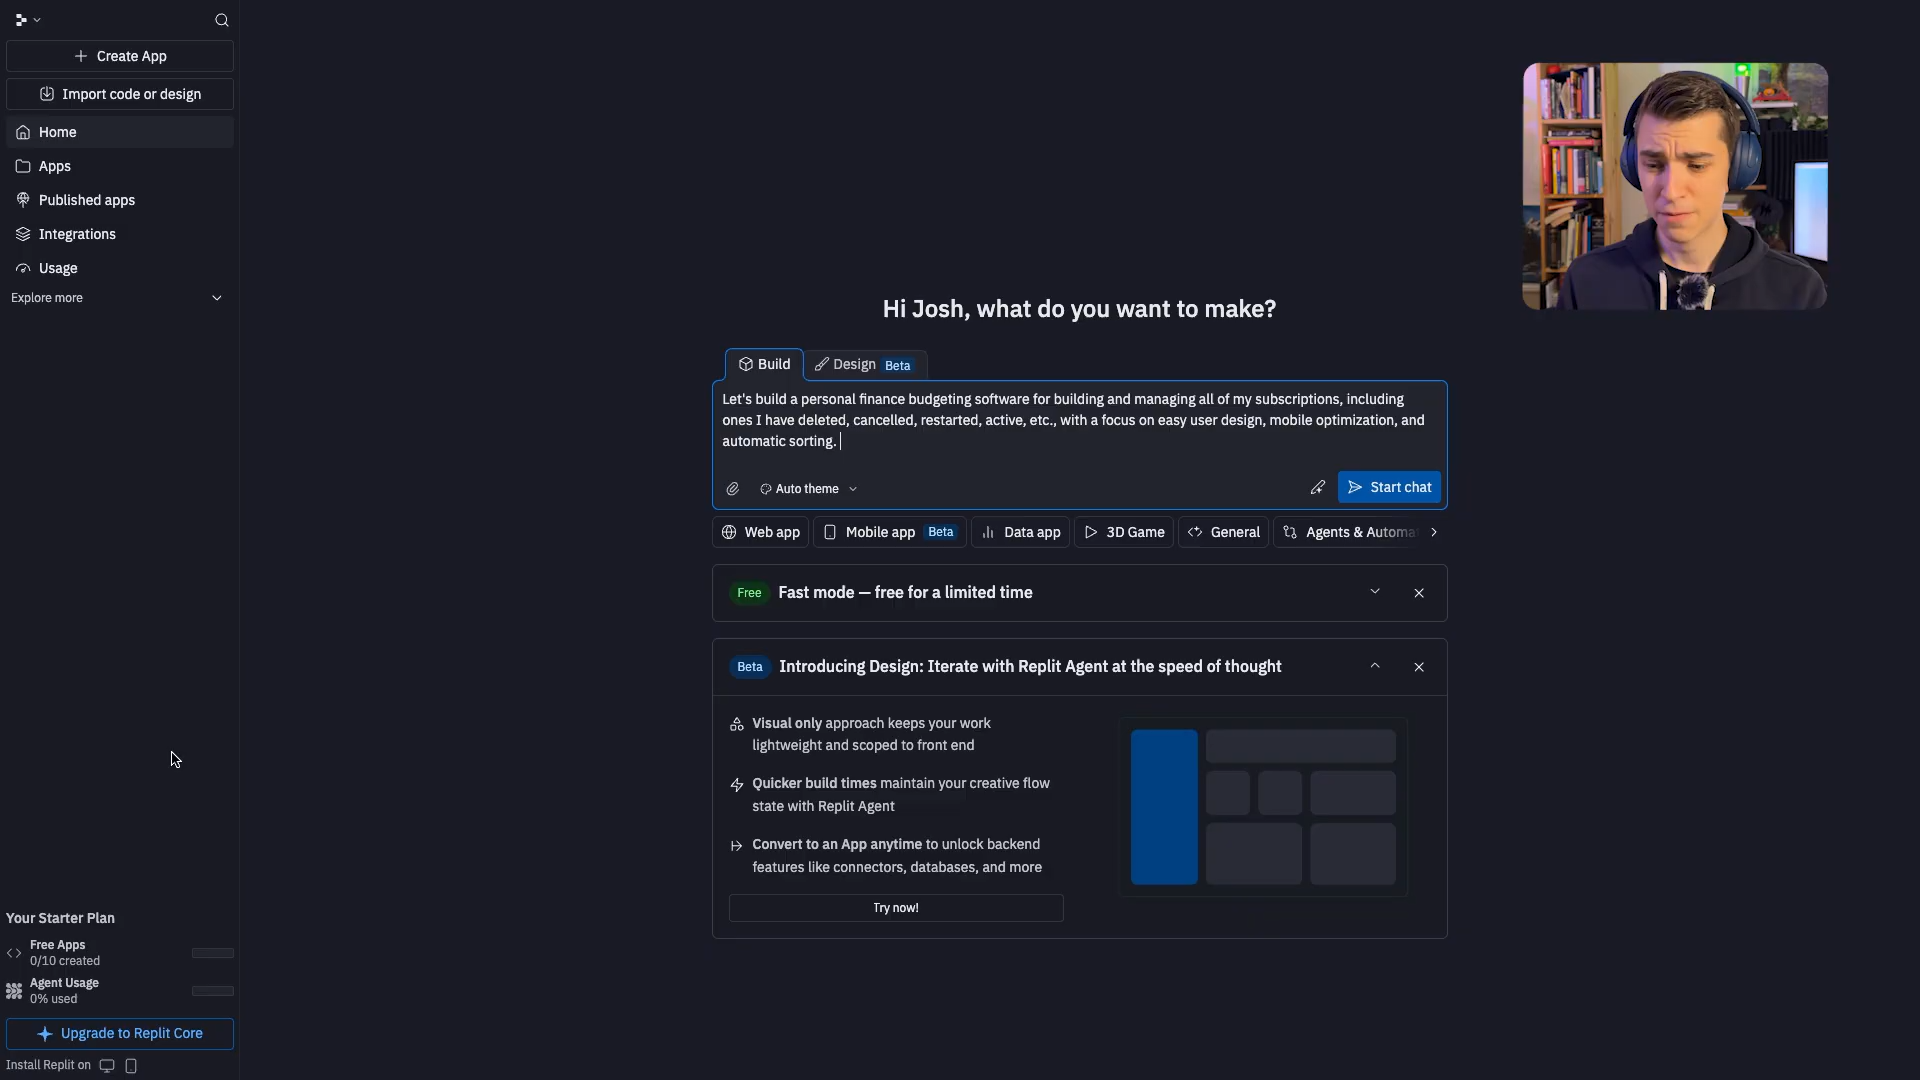 Create App
Import code or design
Home
Apps
Published apps
Integrations
Usage
Explore more
Your Starter Plan
Free Apps
0/10 created
Agent Usage
0% used
Upgrade to Replit Core
Install Replit on
Hi Josh, what do you want to make?
Build
Design Beta
Let's build a personal finance budgeting software for building and managing all of my subscriptions, including
ones I have deleted, cancelled, restarted, active, etc., with a focus on easy user design, mobile optimization, and
automatic sorting.
Auto theme
Start chat
Web app
Mobile app Beta
Data app
3D Game
General
Agents & Automat
Free Fast mode — free for a limited time
Beta Introducing Design: Iterate with Replit Agent at the speed of thought
Visual only approach keeps your work
lightweight and scoped to front end
Quicker build times maintain your creative flow
state with Replit Agent
Convert to an App anytime to unlock backend
features like connectors, databases, and more
Try now!